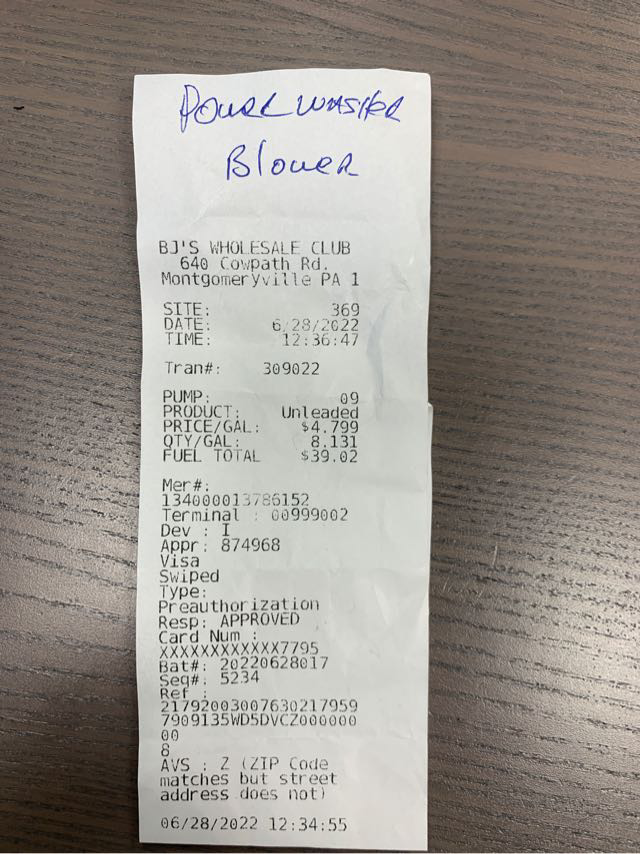 Power washer
Blower
BJ'S WHOLESALE CLUB
640 Cowpath Rd.
Montgomeryville PA 1
SITE: 369
DATE: 6/28/2022
TIME: 12:36:47
Tran#: 309022
PUMP: 09
PRODUCT: Unleaded
PRICE/GAL: $4.799
QTY/GAL: 8.131
FUEL TOTAL $39.02
Mer#:
134000013786152
Terminal : 00999002
Dev : I
Appr: 874968
Visa
Swiped
Type:
Preauthorization
Resp: APPROVED
Card Num :
XXXXXXXXXXXX7795
Bat#: 20220628017
Seq#: 5234
Ref :
217920030076302179​59
7909135WD5DVCZ000000
00
8
AVS : Z (ZIP Code
matches but street
address does not)
06/28/2022 12:34:55